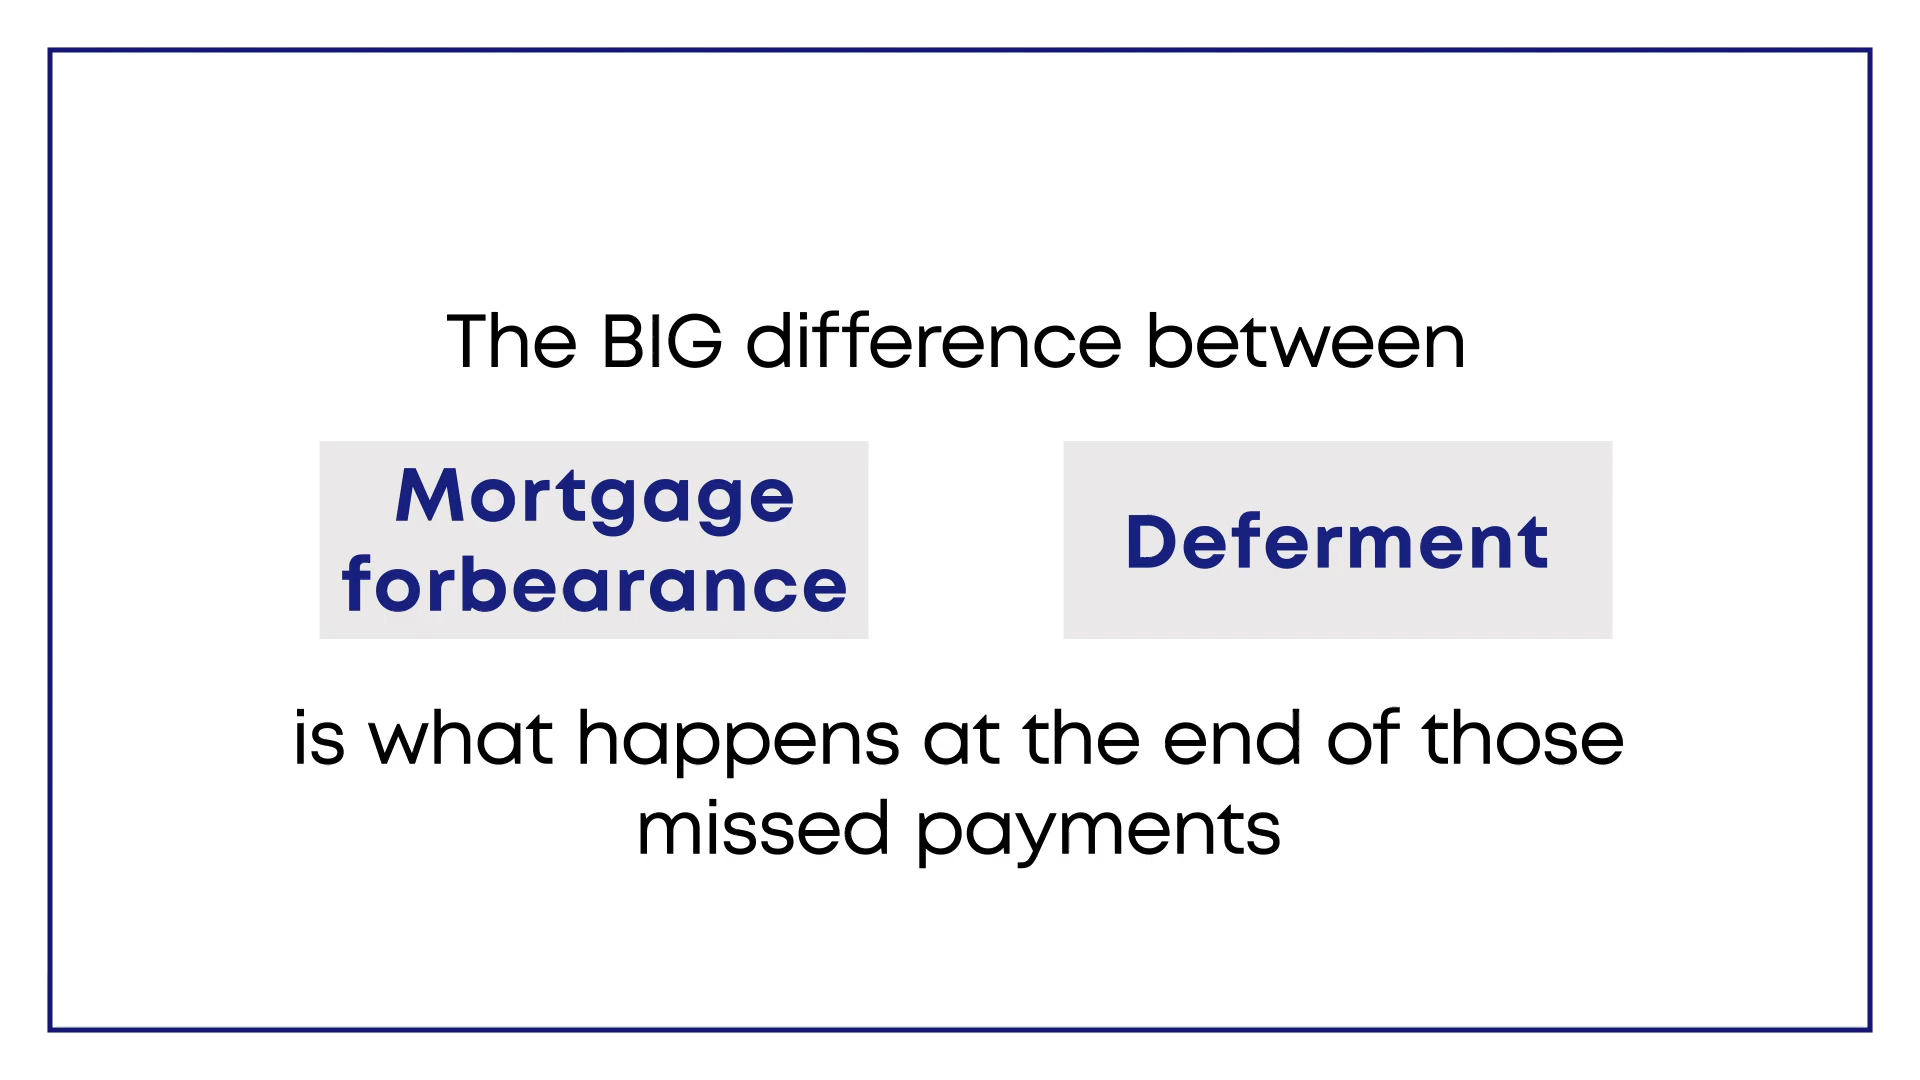 The BIG difference between
Mortgage
forbearance
Deferment
is what happens at the end of those
missed payments